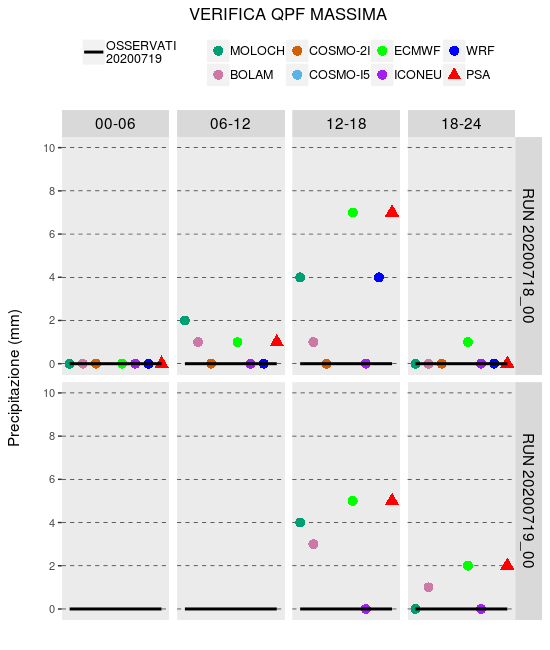 VERIFICA QPF MASSIMA
OSSERVATI
20200719
MOLOCH COSMO-2I ECMWF WRF
BOLAM COSMO-I5 ICONEU PSA
00-06 06-12 12-18 18-24
Precipitazione (mm)
10
8
6
4
2
0
RUN 20200718_00
10
8
6
4
2
0
RUN 20200719_00